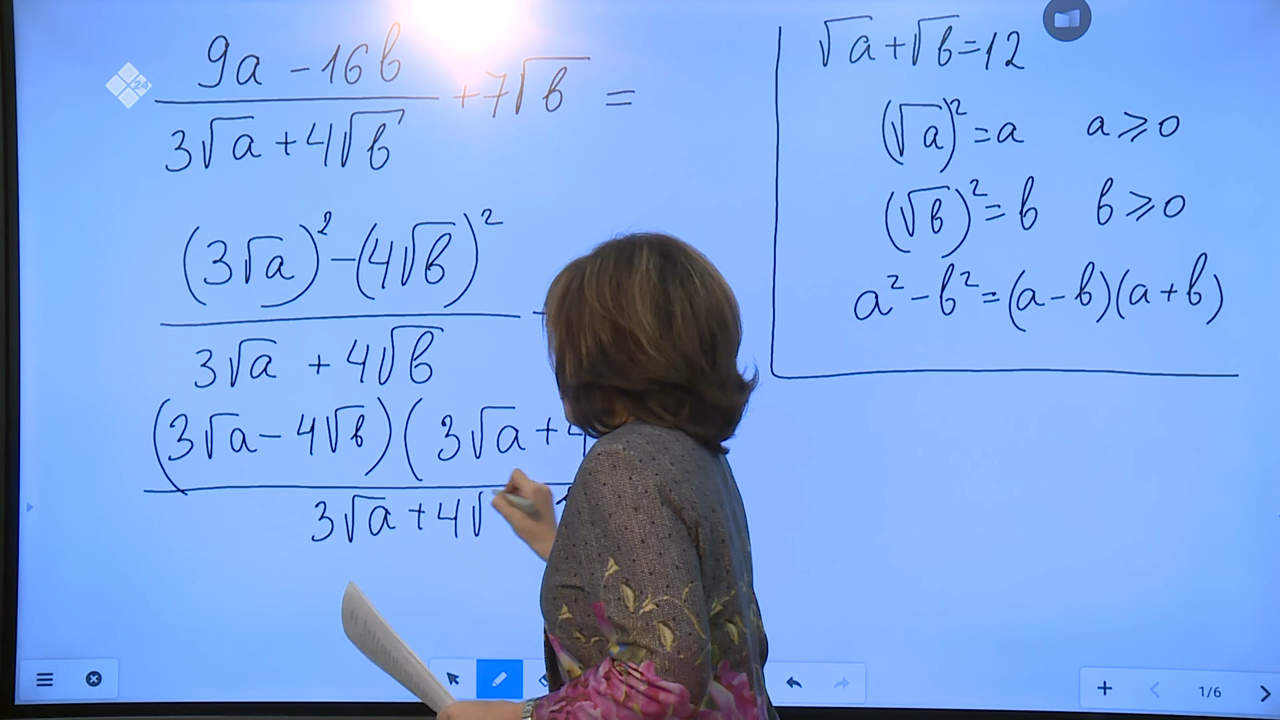 9a - 16b
+ 7√b =
3√a + 4√b
(3√a)² - (4√b)²
3√a + 4√b
(3√a - 4√b)(3√a + 4
3√a + 4√
√a + √b = 12
(√a)² = a a ⩾ 0
(√b)² = b b ⩾ 0
a² - b² = (a - b)(a + b)
x24
1/6